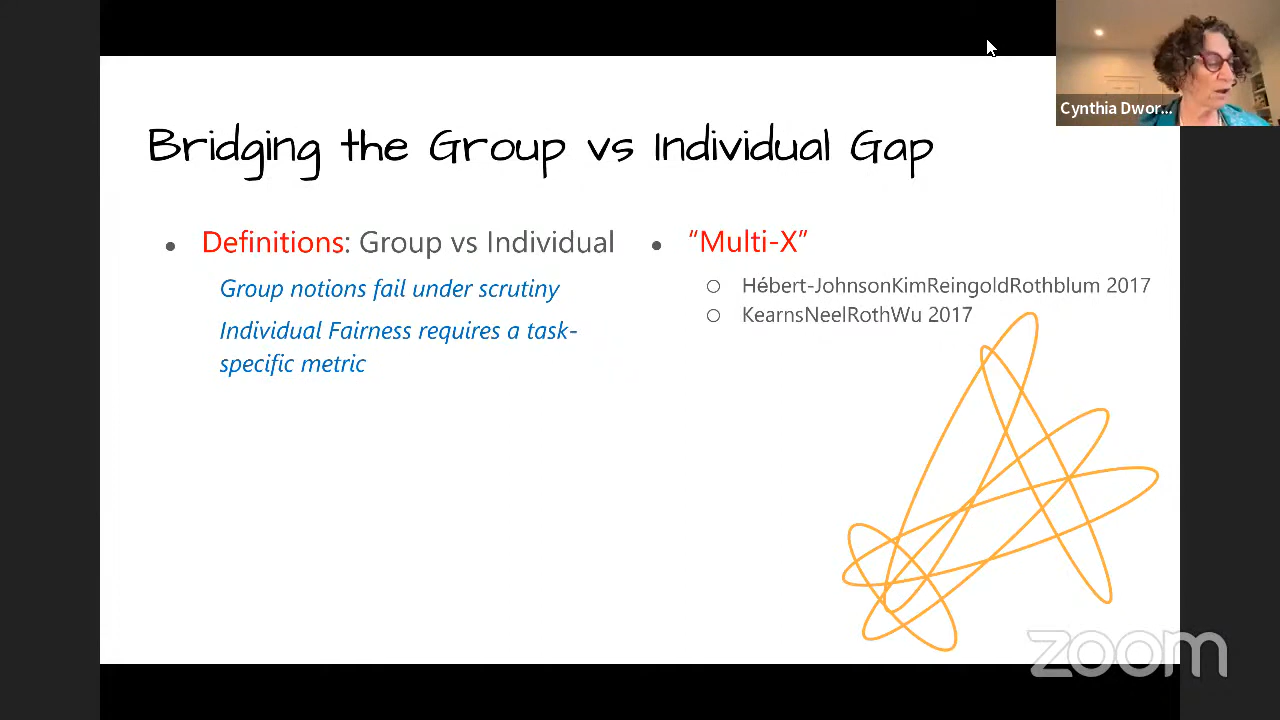 Cynthia Dwor...
Bridging the Group vs Individual Gap
• Definitions: Group vs Individual
Group notions fail under scrutiny
Individual Fairness requires a task-
specific metric
• "Multi-X"
○ Hébert-JohnsonKimReingoldRothblum 2017
○ KearnsNeelRothWu 2017
zoom